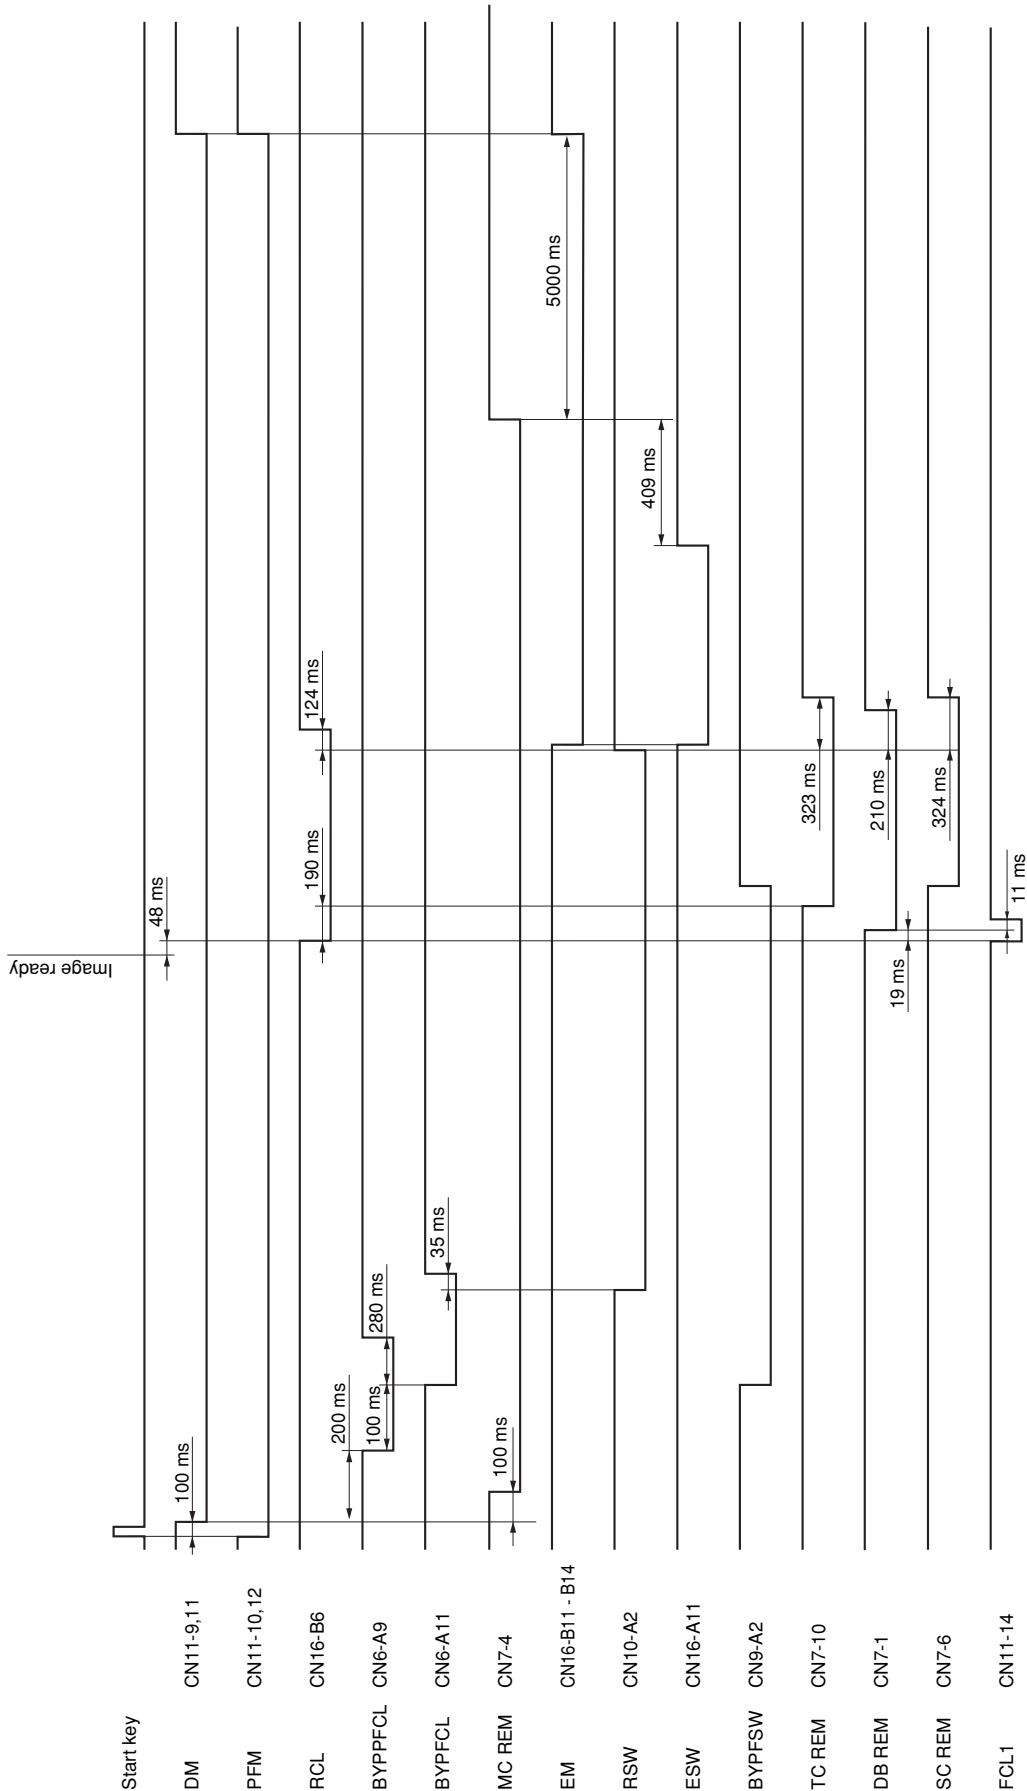 Image ready
Start key
48 ms
DM CN11-9,11
100 ms
PFM CN11-10,12
RCL CN16-B6
190 ms
124 ms
BYPPFCL CN6-A9
200 ms
100 ms
280 ms
BYPFCL CN6-A11
35 ms
MC REM CN7-4
100 ms
EM CN16-B11 - B14
5000 ms
RSW CN10-A2
ESW CN16-A11
409 ms
BYPFSW CN9-A2
TC REM CN7-10
323 ms
DB REM CN7-1
19 ms
210 ms
SC REM CN7-6
324 ms
FCL1 CN11-14
11 ms